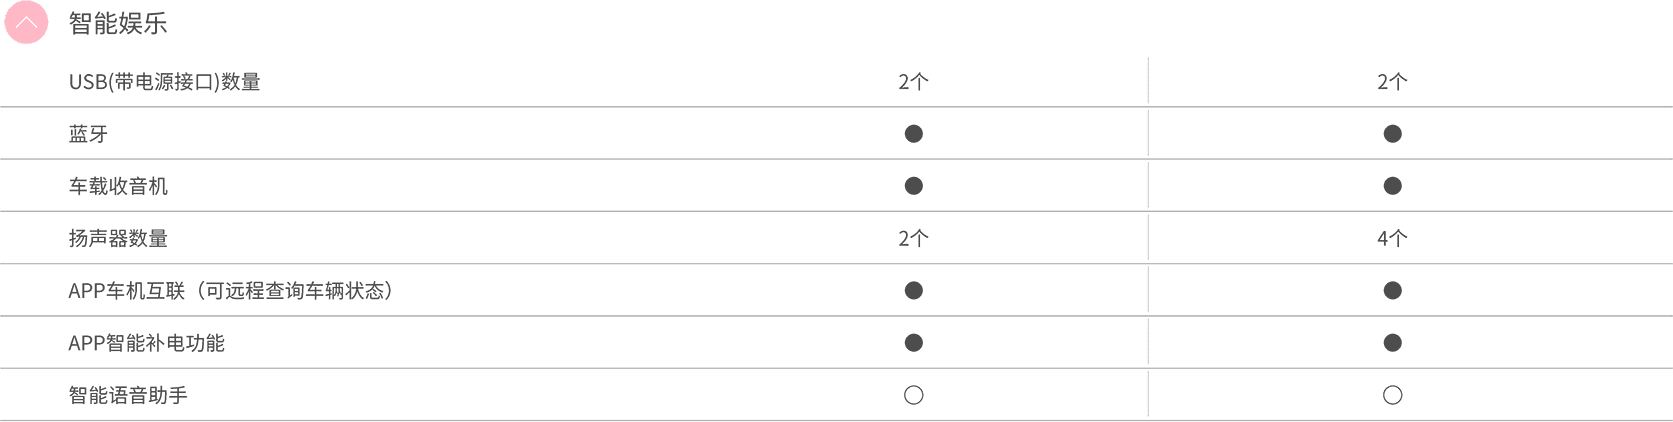 智能娱乐
USB(带电源接口)数量 2个 2个
蓝牙 ● ●
车载收音机 ● ●
扬声器数量 2个 4个
APP车机互联（可远程查询车辆状态） ● ●
APP智能补电功能 ● ●
智能语音助手 ○ ○